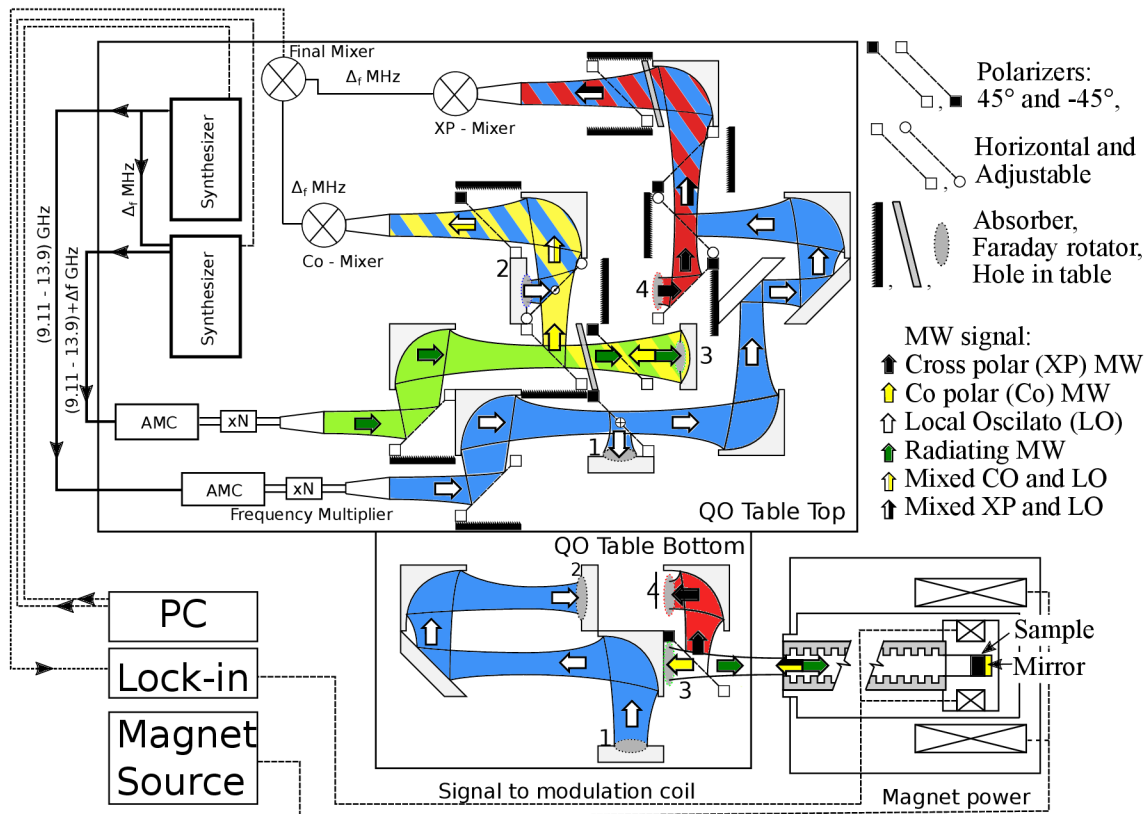 Final Mixer
Δf MHz
XP - Mixer
Synthesizer
Δf MHz
Synthesizer
(9.11 - 13.9) GHz
(9.11 - 13.9)+Δf GHz
Δf MHz
Co - Mixer
2
4
3
1
AMC
xN
AMC
xN
Frequency Multiplier
QO Table Top
Polarizers:
45° and -45°,
Horizontal and
Adjustable
Absorber,
Faraday rotator,
Hole in table
MW signal:
Cross polar (XP) MW
Co polar (Co) MW
Local Oscilato (LO)
Radiating MW
Mixed CO and LO
Mixed XP and LO
QO Table Bottom
2
4
3
1
PC
Lock-in
Magnet
Source
Sample
Mirror
Signal to modulation coil
Magnet power